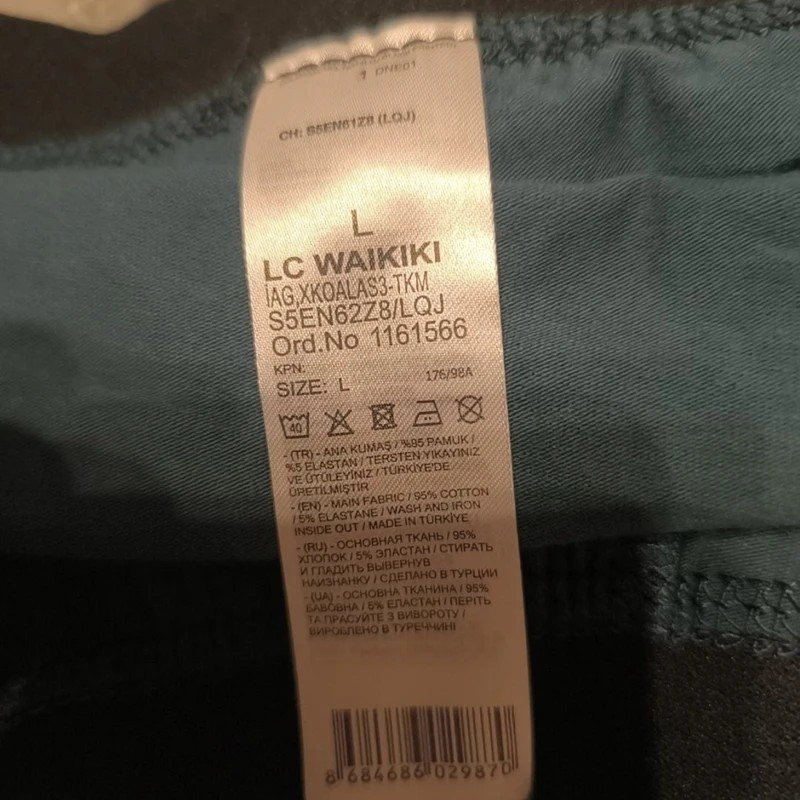 1 DNE01
CH: S5EN61Z8 (LQJ)
L
LC WAIKIKI
İAG,XKOALAS3-TKM
S5EN62Z8/LQJ
Ord.No 1161566
KPN:
SIZE: L 176/98A
40
- (TR) - ANA KUMAŞ / %95 PAMUK /
%5 ELASTAN / TERSTEN YIKAYINIZ
VE ÜTÜLEYİNİZ / TÜRKİYE'DE
ÜRETİLMİŞTİR
- (EN) - MAIN FABRIC / 95% COTTON
/ 5% ELASTANE / WASH AND IRON
INSIDE OUT / MADE IN TÜRKİYE
- (RU) - ОСНОВНАЯ ТКАНЬ / 95%
ХЛОПОК / 5% ЭЛАСТАН / СТИРАТЬ
И ГЛАДИТЬ ВЫВЕРНУВ
НАИЗНАНКУ / СДЕЛАНО В ТУРЦИИ
- (UA) - ОСНОВНА ТКАНИНА / 95%
БАВОВНА / 5% ЕЛАСТАН / ПЕРІТЬ
ТА ПРАСУЙТЕ З ВИВОРОТУ /
ВИРОБЛЕНО В ТУРЕЧЧИНІ
8 684686 029870